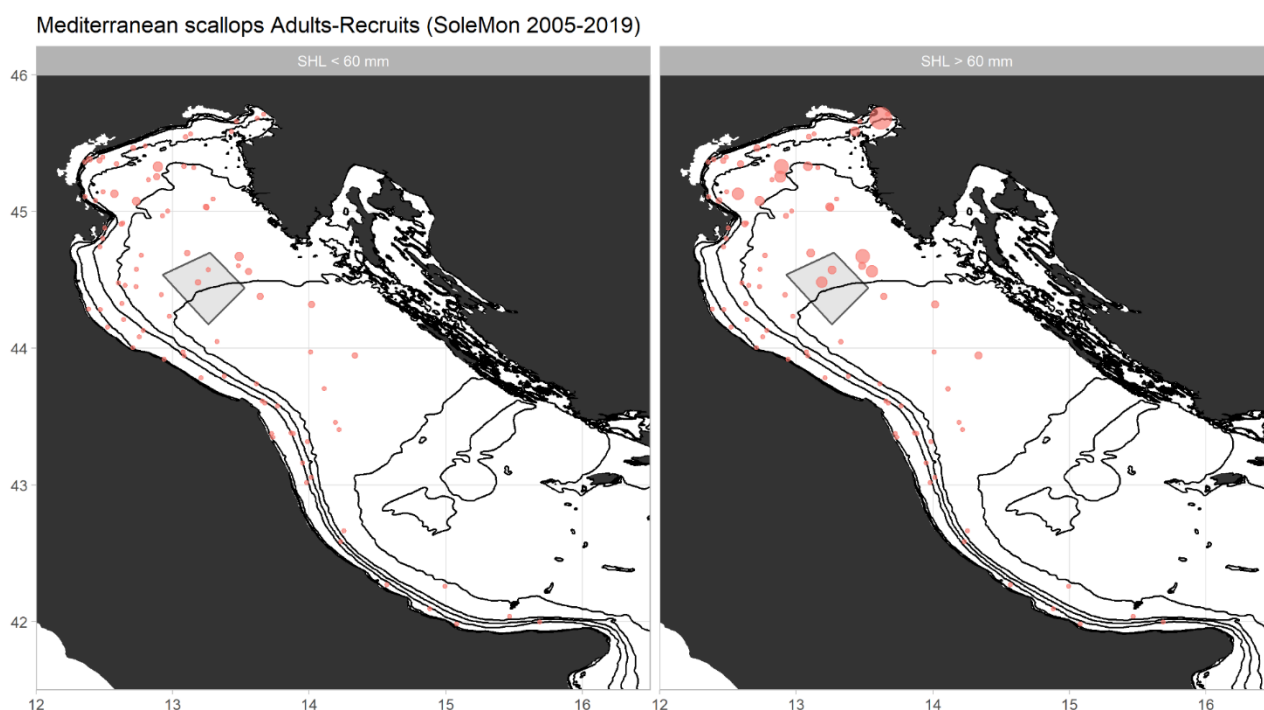 Mediterranean scallops Adults-Recruits (SoleMon 2005-2019)
SHL < 60 mm
SHL > 60 mm
46
45
44
43
42
12 13 14 15 16
12 13 14 15 16